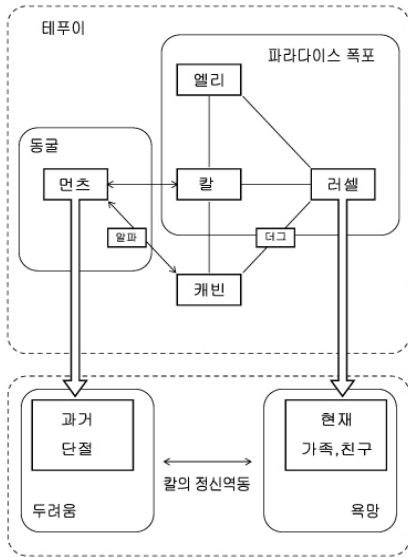 테푸이
파라다이스 폭포
엘리
동굴
먼츠
칼
러셀
알파
더그
캐빈
과거
단절
현재
가족,친구
칼의 정신역동
두려움
욕망